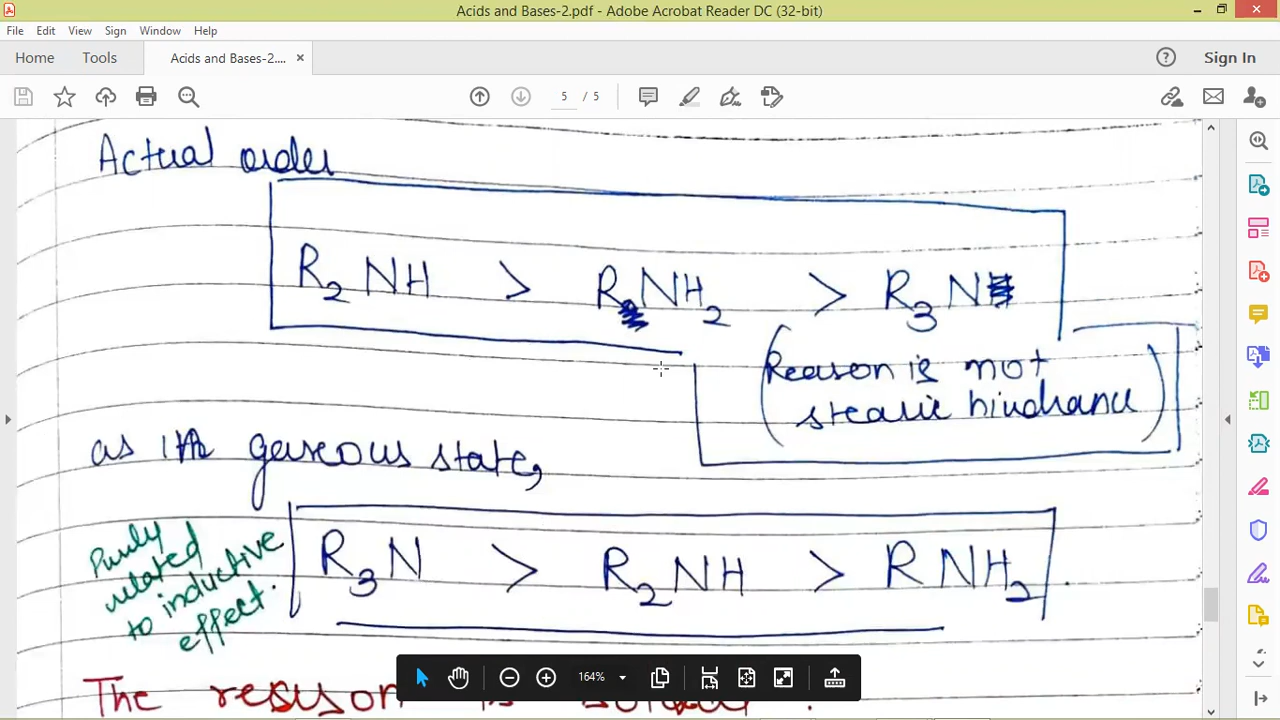 Acids and Bases-2.pdf - Adobe Acrobat Reader DC (32-bit)
File Edit View Sign Window Help
Home Tools Acids and Bases-2.... × Sign In
5 / 5
Actual order
R2NH > RNH2 > R3N
(Reason is not
stearic hindrance)
as in gaseous state,
Purely
related
to inductive
effect.
R3N > R2NH > RNH2.
164%
The reason is